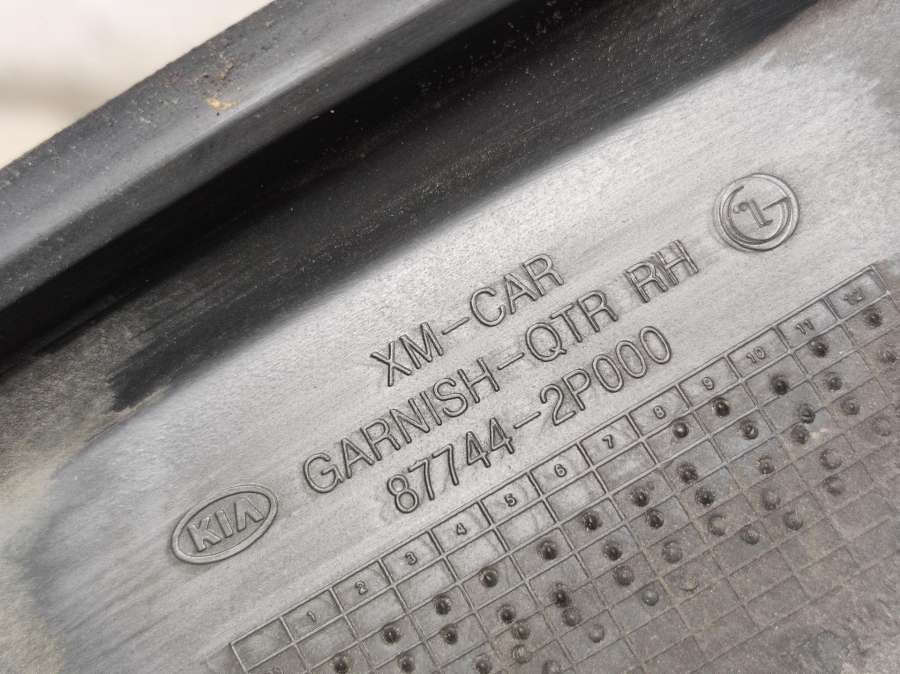 XM-CAR
GARNISH-QTR RH
87744-2P000
KIA
1 2 3 4 5 6 7 8 9 10 11 12